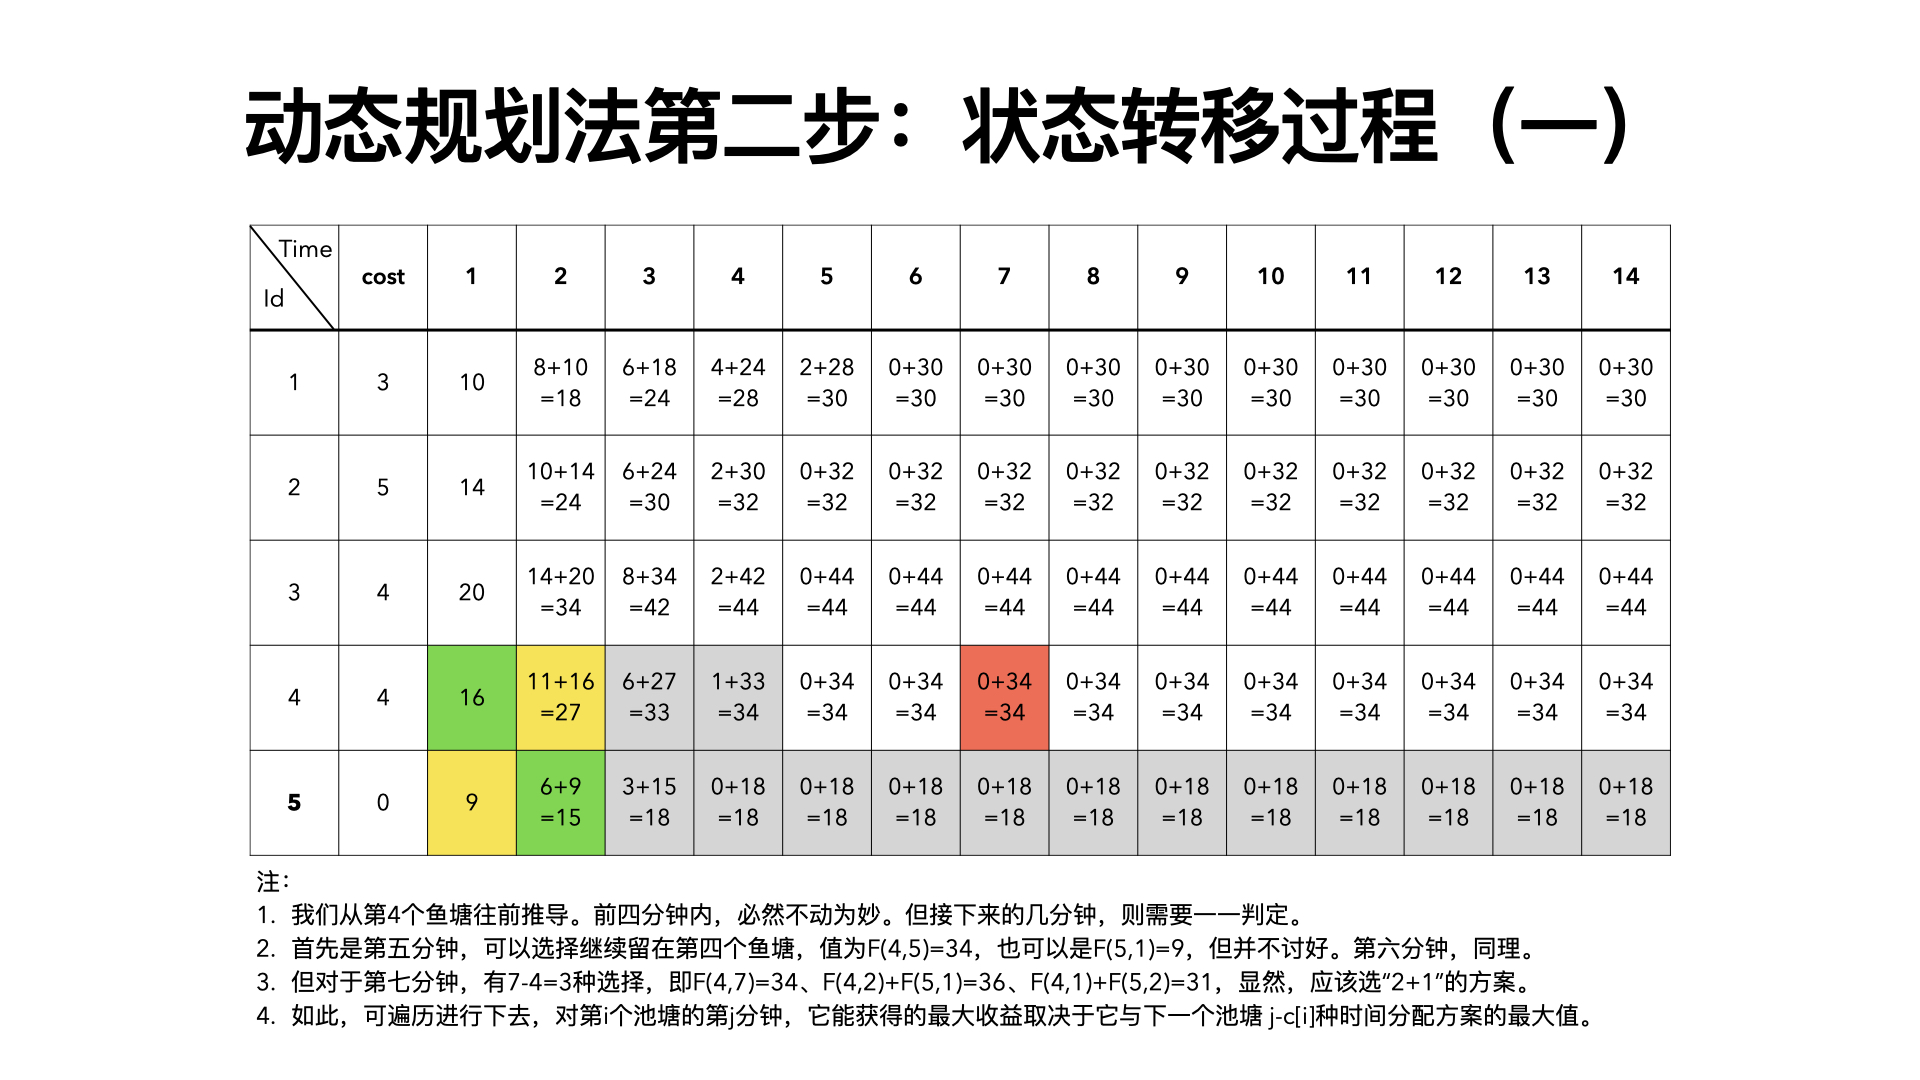 动态规划法第二步：状态转移过程（一）
Time
Id
cost 1 2 3 4 5 6 7 8 9 10 11 12 13 14
1 3 10 8+10 =18 6+18 =24 4+24 =28 2+28 =30 0+30 =30 0+30 =30 0+30 =30 0+30 =30 0+30 =30 0+30 =30 0+30 =30 0+30 =30 0+30 =30
2 5 14 10+14 =24 6+24 =30 2+30 =32 0+32 =32 0+32 =32 0+32 =32 0+32 =32 0+32 =32 0+32 =32 0+32 =32 0+32 =32 0+32 =32 0+32 =32
3 4 20 14+20 =34 8+34 =42 2+42 =44 0+44 =44 0+44 =44 0+44 =44 0+44 =44 0+44 =44 0+44 =44 0+44 =44 0+44 =44 0+44 =44 0+44 =44
4 4 16 11+16 =27 6+27 =33 1+33 =34 0+34 =34 0+34 =34 0+34 =34 0+34 =34 0+34 =34 0+34 =34 0+34 =34 0+34 =34 0+34 =34 0+34 =34
5 0 9 6+9 =15 3+15 =18 0+18 =18 0+18 =18 0+18 =18 0+18 =18 0+18 =18 0+18 =18 0+18 =18 0+18 =18 0+18 =18 0+18 =18 0+18 =18
注：
1. 我们从第4个鱼塘往前推导。前四分钟内，必然不动为妙。但接下来的几分钟，则需要一一判定。
2. 首先是第五分钟，可以选择继续留在第四个鱼塘，值为F(4,5)=34，也可以是F(5,1)=9，但并不讨好。第六分钟，同理。
3. 但对于第七分钟，有7-4=3种选择，即F(4,7)=34、F(4,2)+F(5,1)=36、F(4,1)+F(5,2)=31，显然，应该选“2+1”的方案。
4. 如此，可遍历进行下去，对第i个池塘的第j分钟，它能获得的最大收益取决于它与下一个池塘 j-c[i]种时间分配方案的最大值。